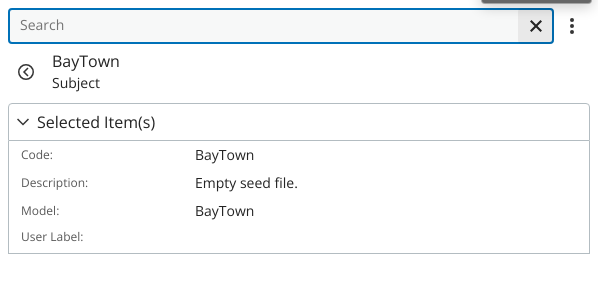 Search
BayTown
Subject
Selected Item(s)
Code: BayTown
Description: Empty seed file.
Model: BayTown
User Label: